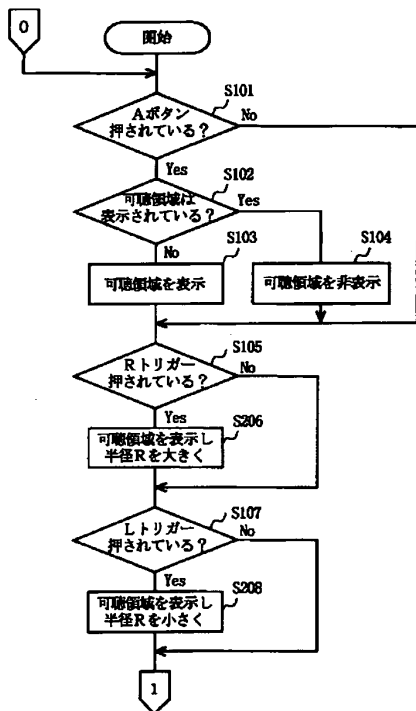 0
開始
S101
Aボタン
押されている?
No
Yes
S102
可聴領域は
表示されている?
Yes
No
S103
可聴領域を表示
S104
可聴領域を非表示
S105
Rトリガー
押されている?
No
Yes
S206
可聴領域を表示し
半径Rを大きく
S107
Lトリガー
押されている?
No
Yes
S208
可聴領域を表示し
半径Rを小さく
1